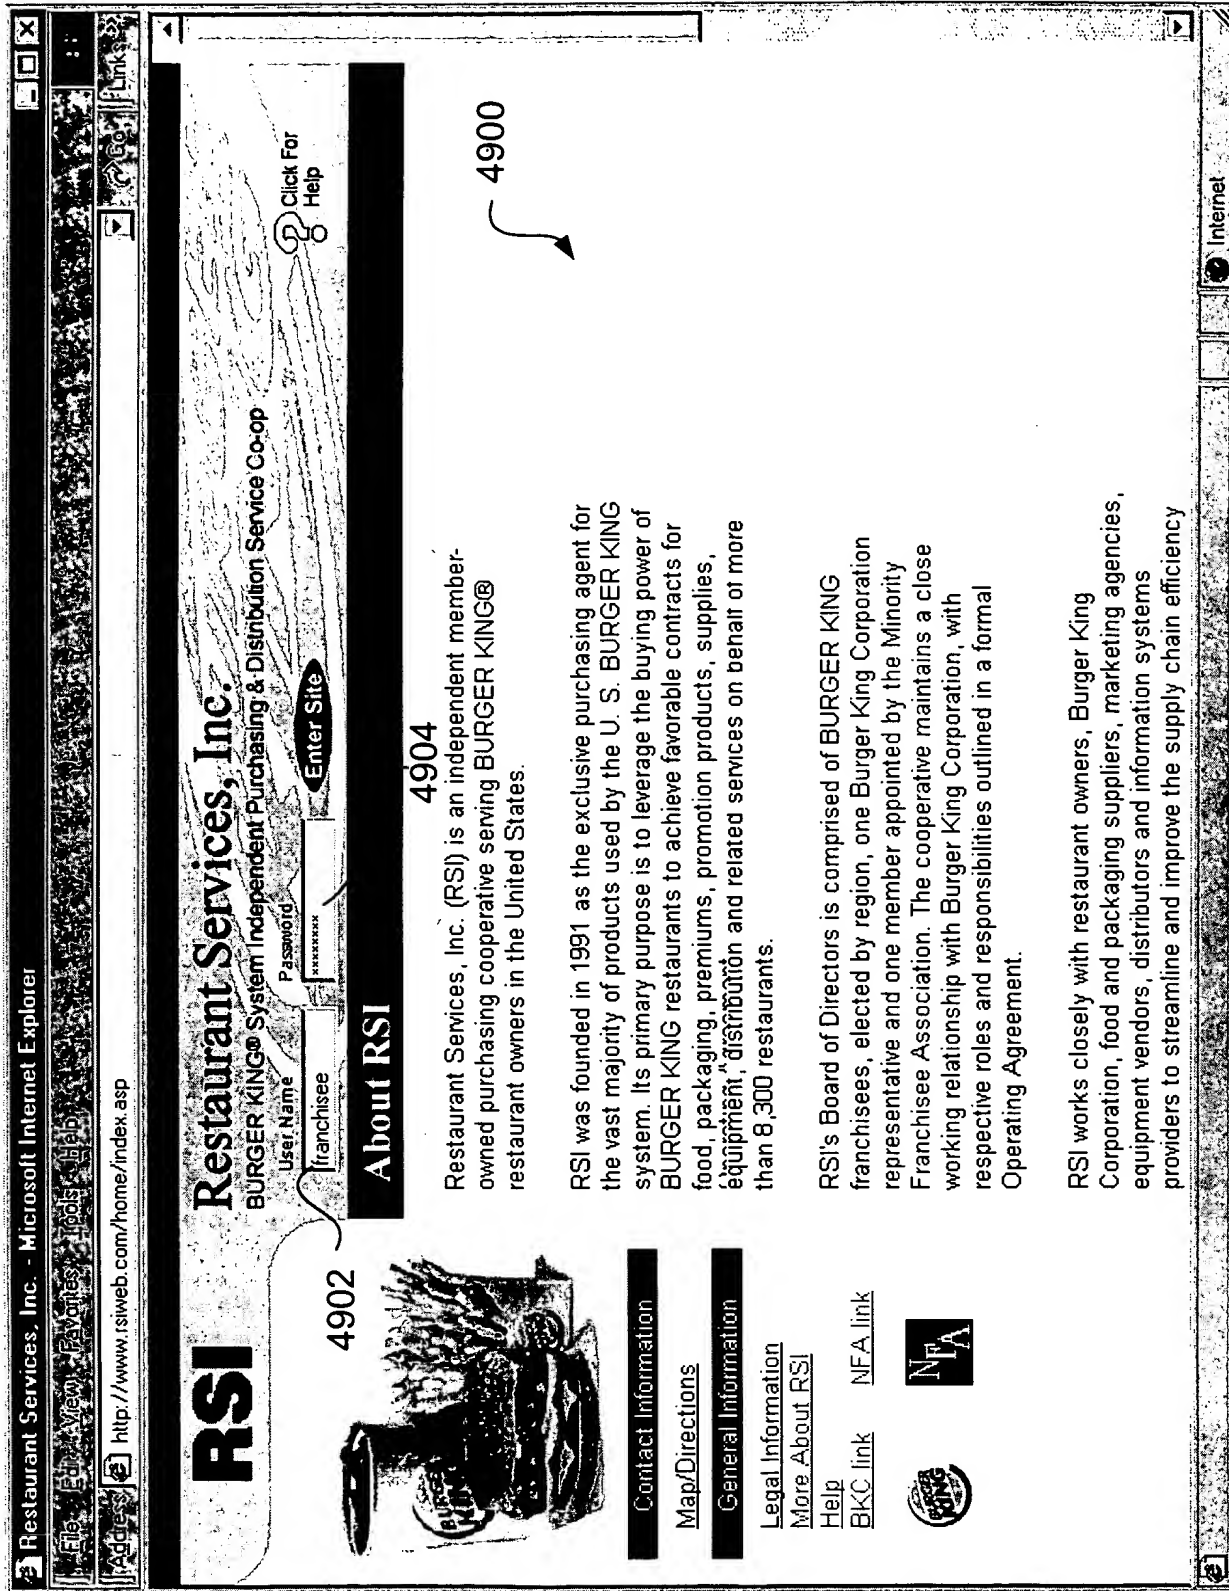 Restaurant Services, Inc. - Microsoft Internet Explorer
File Edit View Favorites Tools Help
Address http://www.rsiweb.com/home/index.asp Go Links »
RSI
Restaurant Services, Inc.
BURGER KING® System Independent Purchasing & Distribution Service Co-op
User Name Password
franchisee ******** Enter Site
Click For
Help
4902
4904
4900
About RSI
BURGER KING
Contact Information
Map/Directions
General Information
Legal Information
More About RSI
Help
BKC link NFA link
BURGER KING NFA
Restaurant Services, Inc. (RSI) is an independent member-
owned purchasing cooperative serving BURGER KING®
restaurant owners in the United States.
RSI was founded in 1991 as the exclusive purchasing agent for
the vast majority of products used by the U. S. BURGER KING
system. Its primary purpose is to leverage the buying power of
BURGER KING restaurants to achieve favorable contracts for
food, packaging, premiums, promotion products, supplies,
equipment, distribution and related services on behalf of more
than 8,300 restaurants.
RSI's Board of Directors is comprised of BURGER KING
franchisees, elected by region, one Burger King Corporation
representative and one member appointed by the Minority
Franchisee Association. The cooperative maintains a close
working relationship with Burger King Corporation, with
respective roles and responsibilities outlined in a formal
Operating Agreement.
RSI works closely with restaurant owners, Burger King
Corporation, food and packaging suppliers, marketing agencies,
equipment vendors, distributors and information systems
providers to streamline and improve the supply chain efficiency
Internet